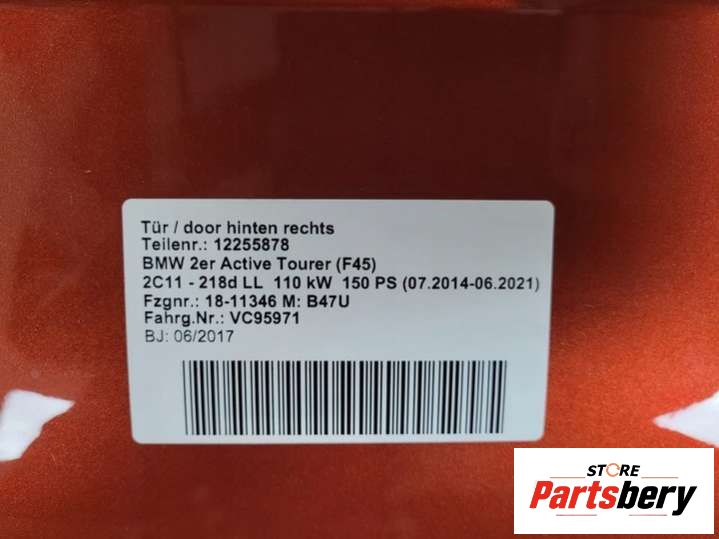 Tür / door hinten rechts
Teilenr.: 12255878
BMW 2er Active Tourer (F45)
2C11 - 218d LL 110 kW 150 PS (07.2014-06.2021)
Fzgnr.: 18-11346 M: B47U
Fahrg.Nr.: VC95971
BJ: 06/2017
STORE
Partsbery